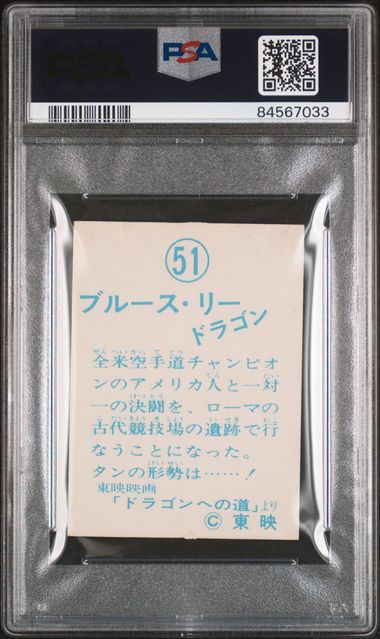 PSA
PSA
84567033
51
ブルース・リー
ドラゴン
全米空手道チャンピオ
ンのアメリカ人と一対
一の決闘を、ローマの
古代競技場の遺跡で行
なうことになった。
タンの形勢は……！
東映映画
「ドラゴンへの道」より
© 東映